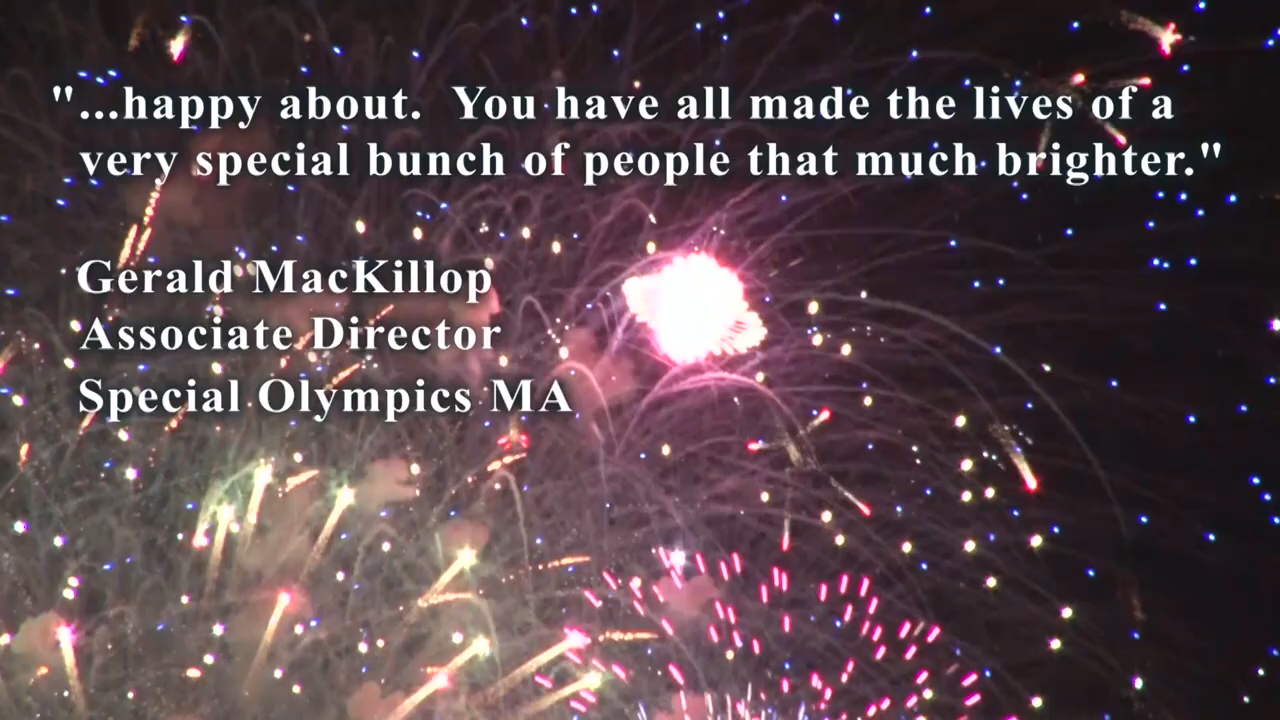 "...happy about.  You have all made the lives of a
very special bunch of people that much brighter."
Gerald MacKillop
Associate Director
Special Olympics MA